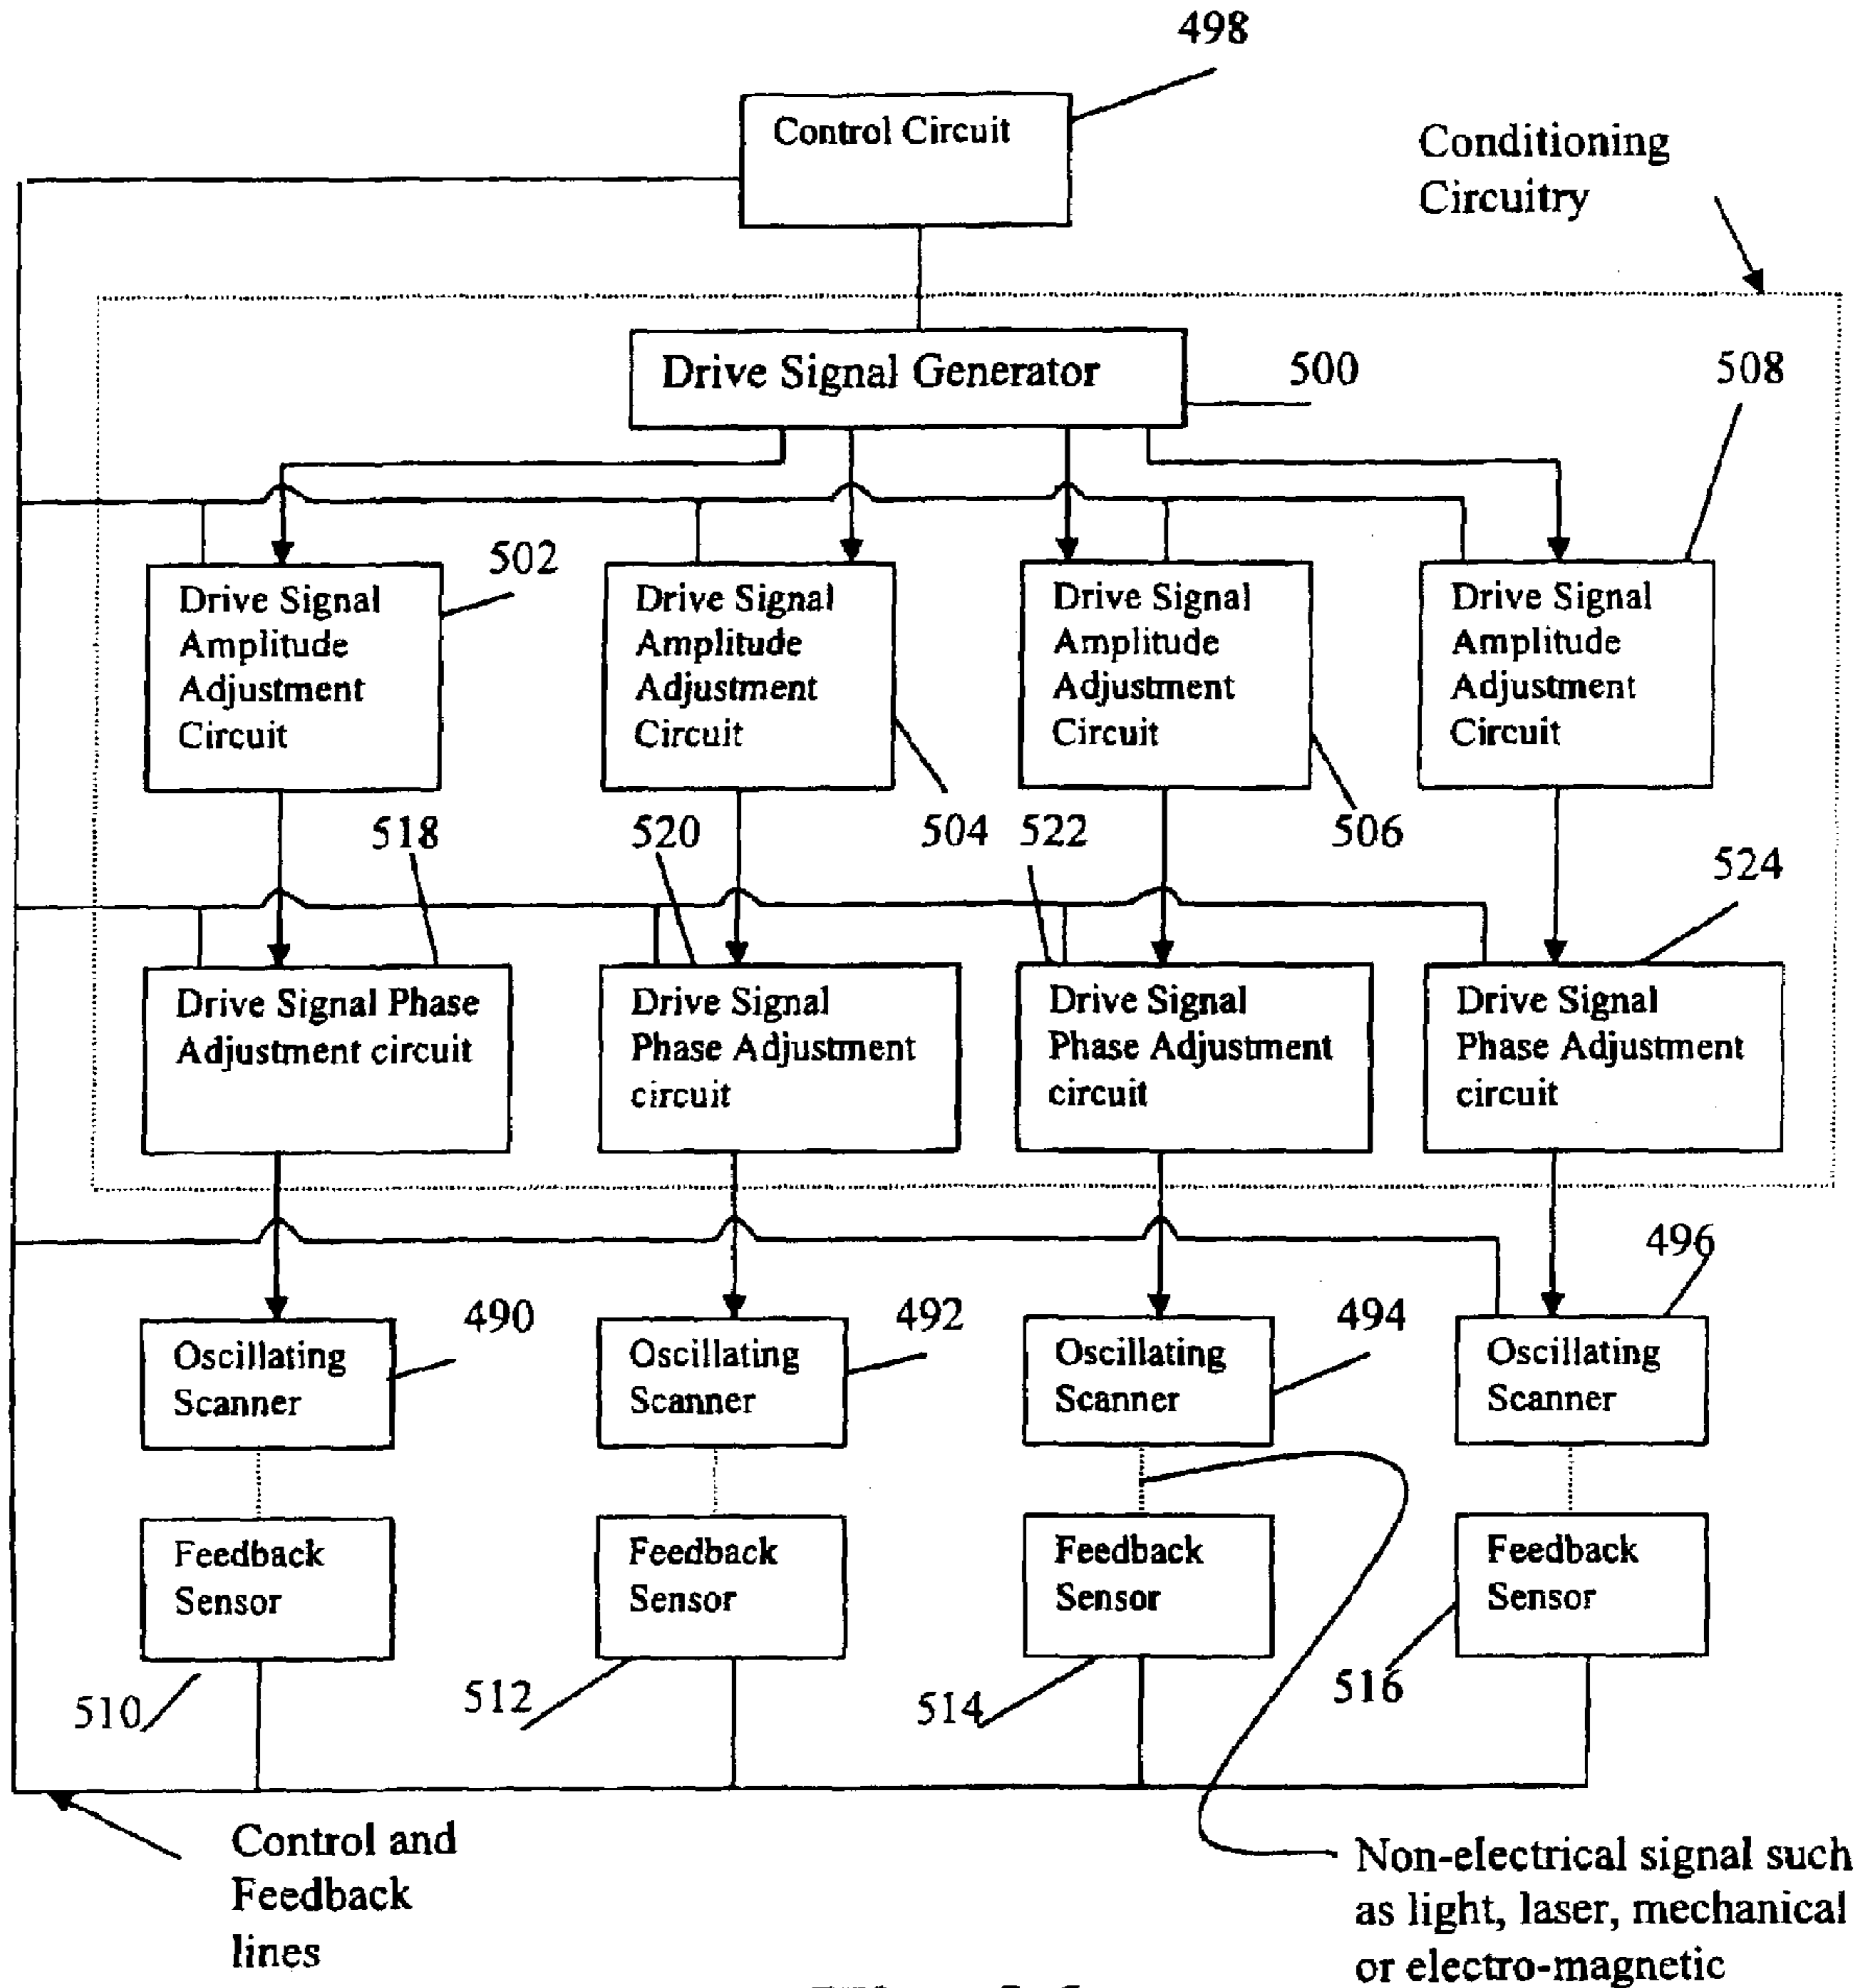 498
Control Circuit
Conditioning
Circuitry
Drive Signal Generator
500
508
502
Drive Signal
Amplitude
Adjustment
Circuit
Drive Signal
Amplitude
Adjustment
Circuit
Drive Signal
Amplitude
Adjustment
Circuit
Drive Signal
Amplitude
Adjustment
Circuit
518
520
504
522
506
524
Drive Signal Phase
Adjustment circuit
Drive Signal
Phase Adjustment
circuit
Drive Signal
Phase Adjustment
circuit
Drive Signal
Phase Adjustment
circuit
490
492
494
496
Oscillating
Scanner
Oscillating
Scanner
Oscillating
Scanner
Oscillating
Scanner
Feedback
Sensor
Feedback
Sensor
Feedback
Sensor
Feedback
Sensor
510
512
514
516
Control and
Feedback
lines
Non-electrical signal such
as light, laser, mechanical
or electro-magnetic